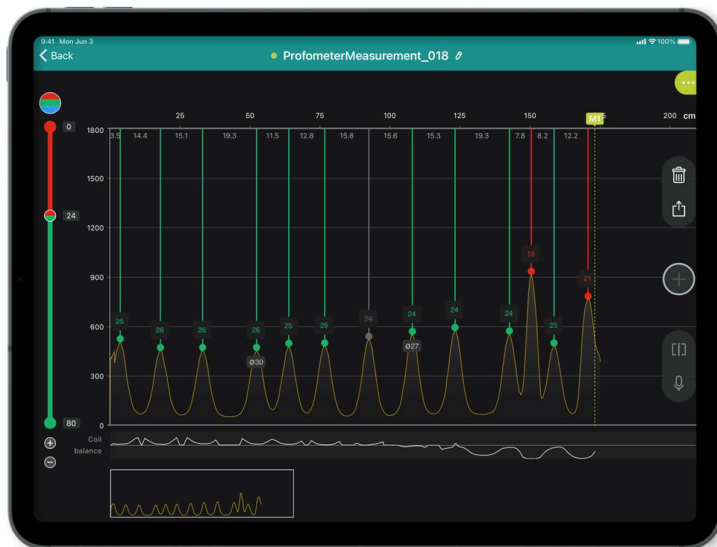 9:41 Mon Jun 3
100%
Back
ProfometerMeasurement_018
25 50 75 100 125 150 200 cm
M1
0
24
80
1800
1500
1200
900
600
300
0
3.5 14.4 15.1 19.3 11.5 12.8 15.8 15.6 15.3 19.3 7.8 8.2 12.2
25 26 26 26 25 25 24 24 24 24 19 25 21
Ø30 Ø27
Coil
balance